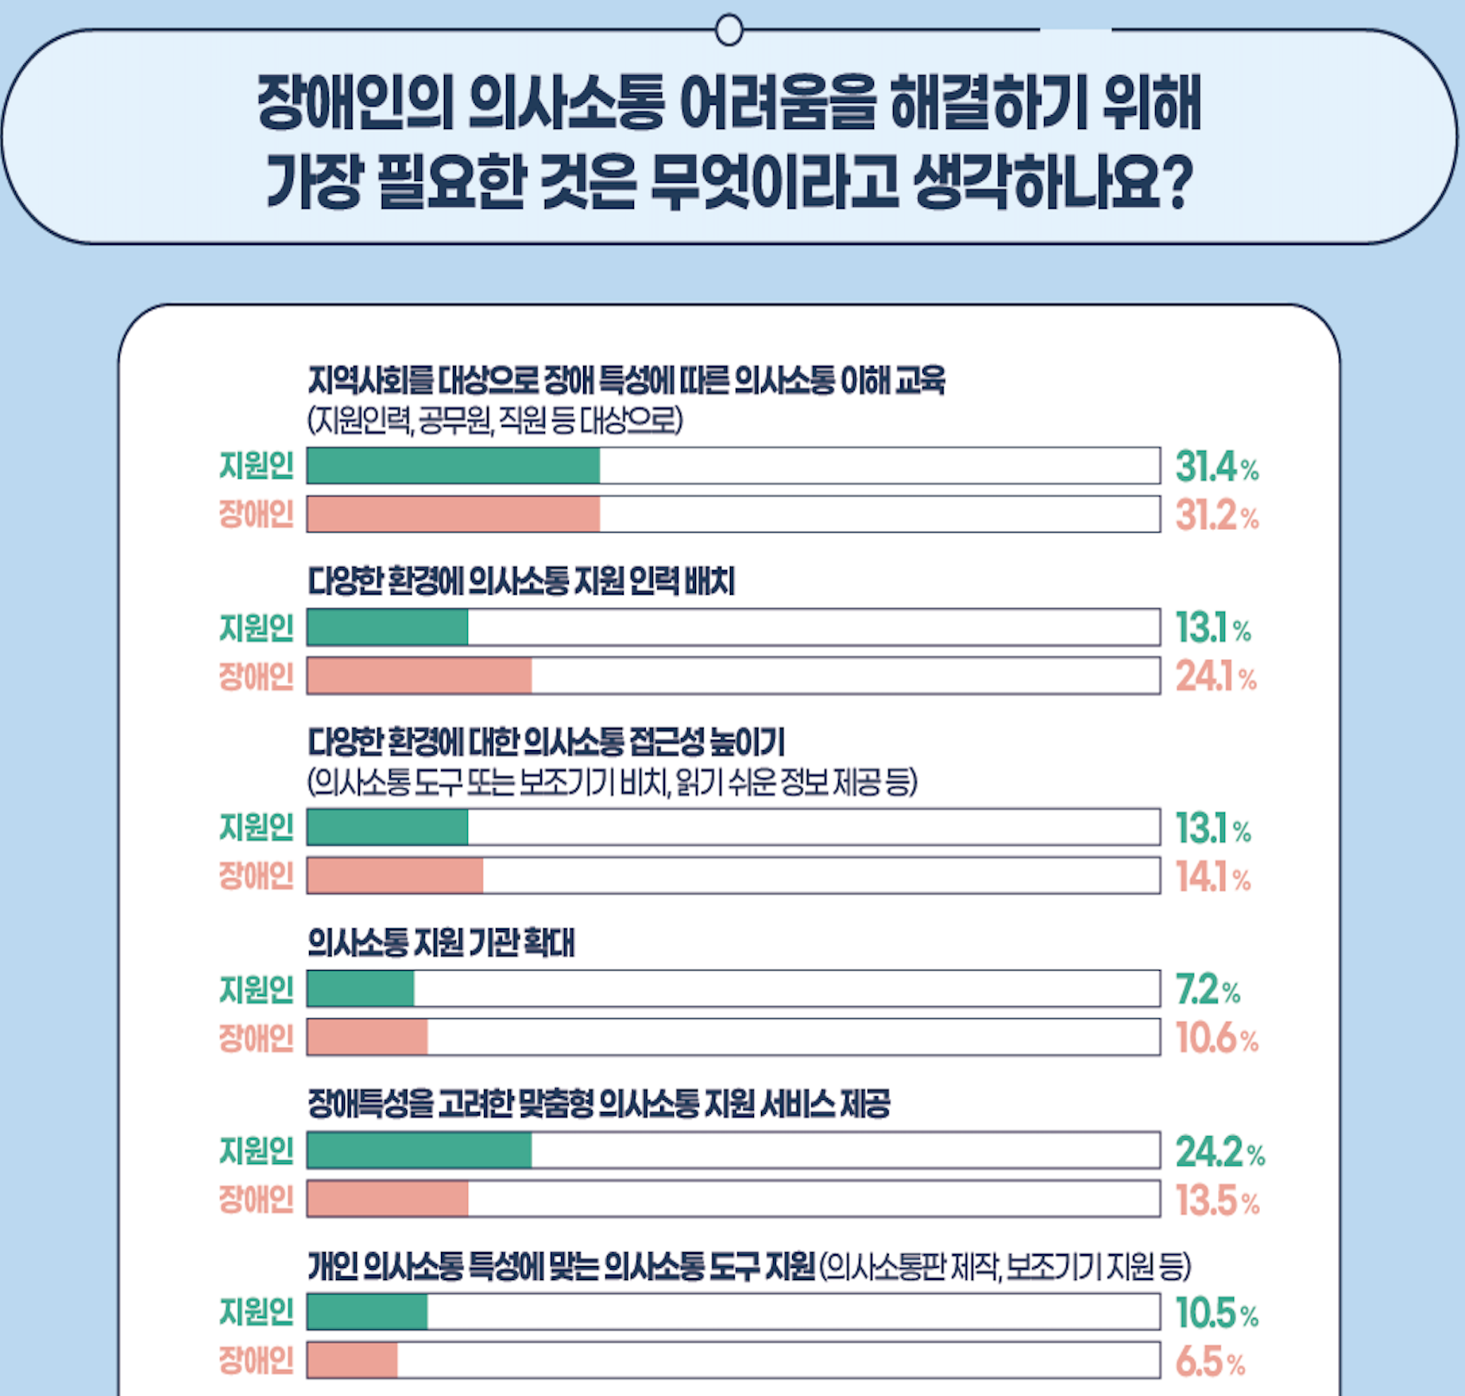 장애인의 의사소통 어려움을 해결하기 위해
가장 필요한 것은 무엇이라고 생각하나요?
지역사회를 대상으로 장애 특성에 따른 의사소통 이해 교육
(지원인력, 공무원, 직원 등 대상으로)
지원인 31.4%
장애인 31.2%
다양한 환경에 의사소통 지원 인력 배치
지원인 13.1%
장애인 24.1%
다양한 환경에 대한 의사소통 접근성 높이기
(의사소통 도구 또는 보조기기 비치, 읽기 쉬운 정보 제공 등)
지원인 13.1%
장애인 14.1%
의사소통 지원 기관 확대
지원인 7.2%
장애인 10.6%
장애특성을 고려한 맞춤형 의사소통 지원 서비스 제공
지원인 24.2%
장애인 13.5%
개인 의사소통 특성에 맞는 의사소통 도구 지원 (의사소통판 제작, 보조기기 지원 등)
지원인 10.5%
장애인 6.5%